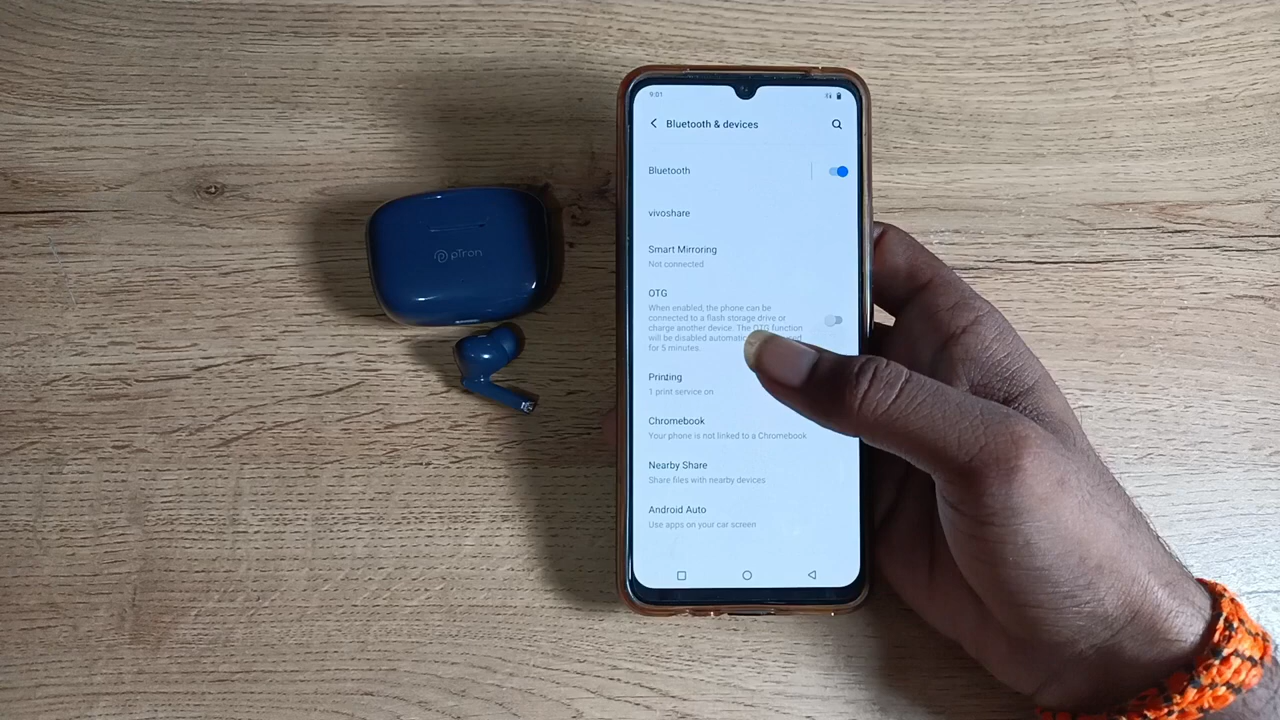 9:01
Bluetooth & devices
Bluetooth
vivoshare
Smart Mirroring
Not connected
OTG
When enabled, the phone can be
connected to a flash storage drive or
charge another device. The OTG function
will be disabled
for 5 minutes.
Printing
1 print service on
Chromebook
Your phone is not linked to a Chromebook
Nearby Share
Share files with nearby devices
Android Auto
Use apps on your car screen
pTron